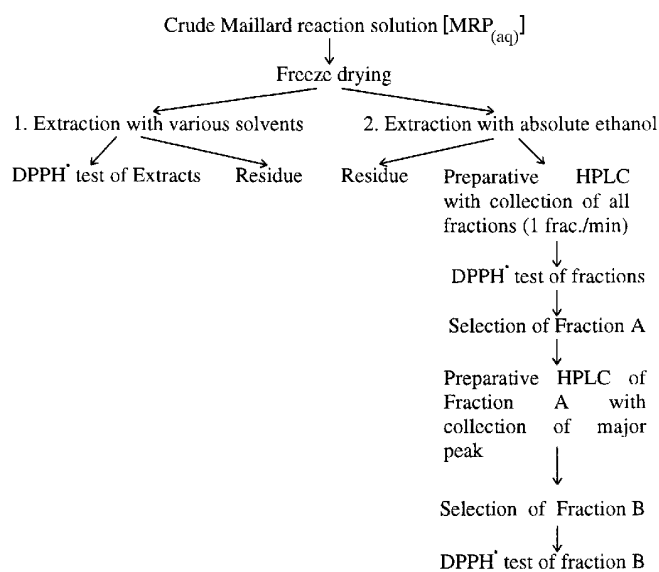 Crude Maillard reaction solution [MRP(aq)]
Freeze drying
1. Extraction with various solvents
2. Extraction with absolute ethanol
DPPH• test of Extracts
Residue
Residue
Preparative HPLC
with collection of all
fractions (1 frac./min)
DPPH• test of fractions
Selection of Fraction A
Preparative HPLC of
Fraction A with
collection of major
peak
Selection of Fraction B
DPPH• test of fraction B